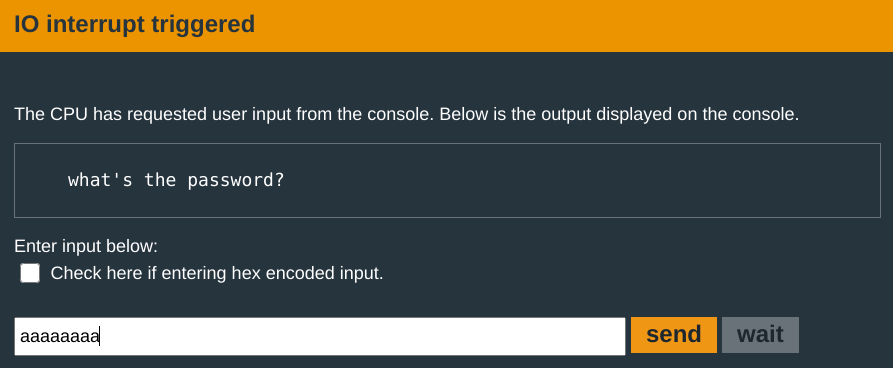 IO interrupt triggered
The CPU has requested user input from the console. Below is the output displayed on the console.
what's the password?
Enter input below:
Check here if entering hex encoded input.
aaaaaaaa send wait